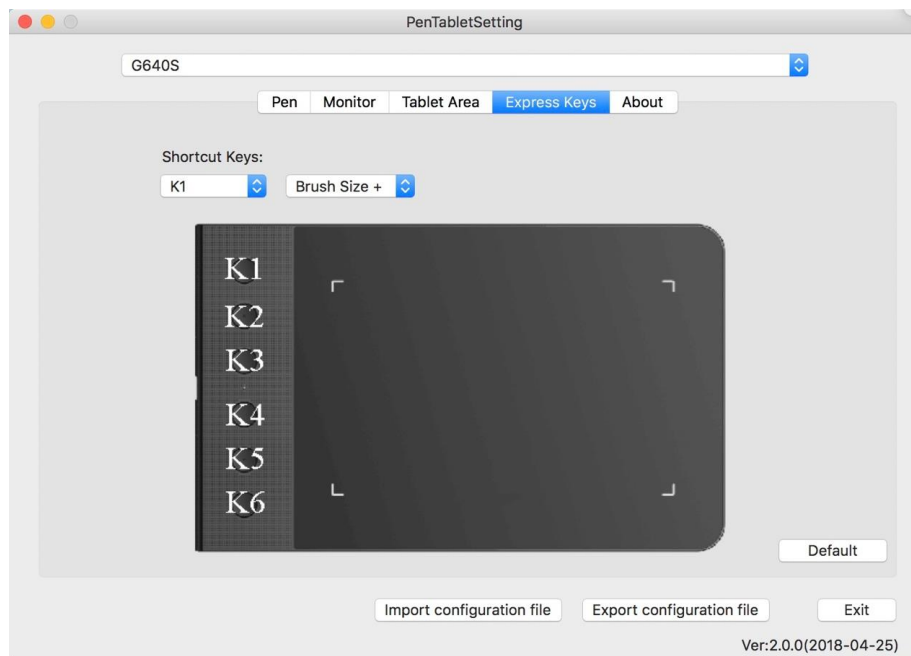 PenTabletSetting
G640S
Pen Monitor Tablet Area Express Keys About
Shortcut Keys:
K1 Brush Size +
K1
K2
K3
K4
K5
K6
Default
Import configuration file Export configuration file Exit
Ver:2.0.0(2018-04-25)